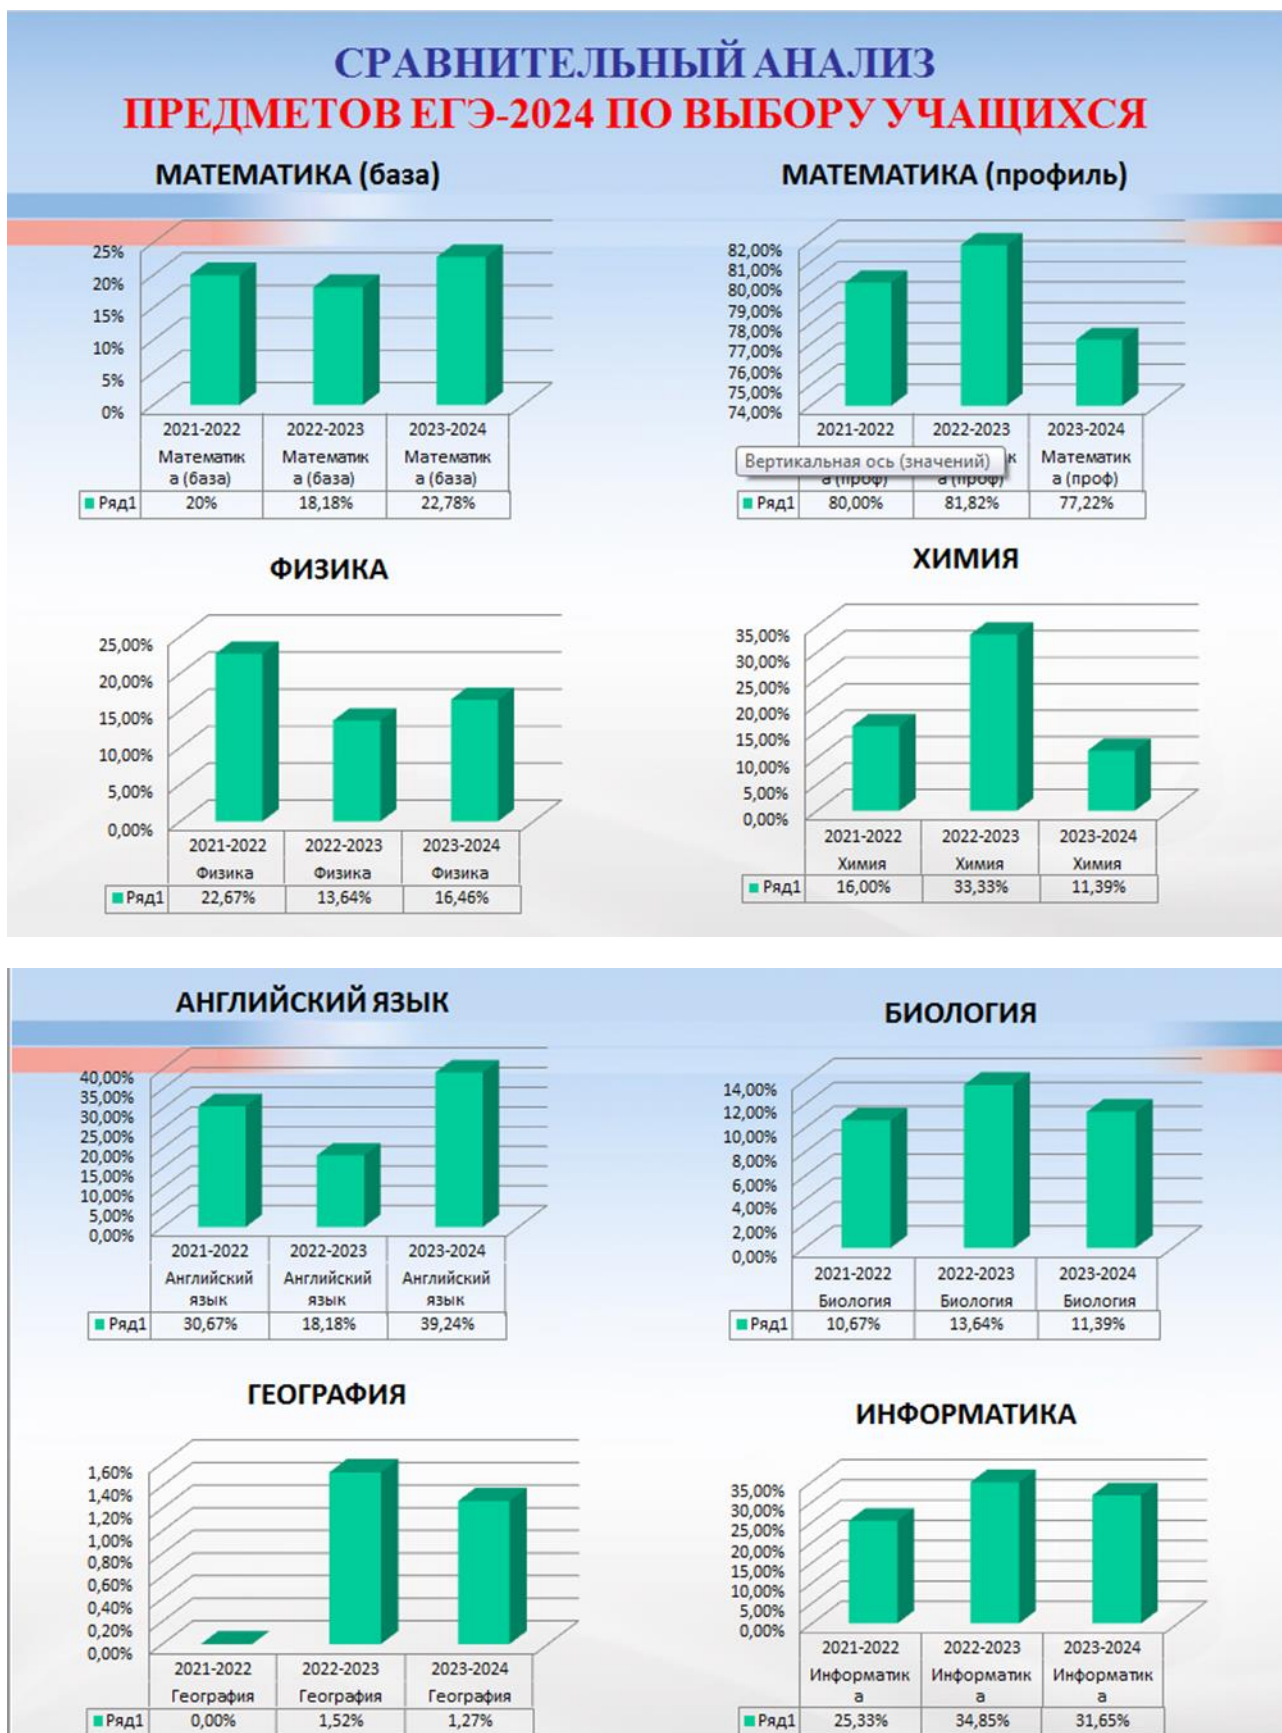 СРАВНИТЕЛЬНЫЙ АНАЛИЗ
ПРЕДМЕТОВ ЕГЭ-2024 ПО ВЫБОРУ УЧАЩИХСЯ
МАТЕМАТИКА (база)
25%
20%
15%
10%
5%
0%
2021-2022 2022-2023 2023-2024
Математик Математик Математик
а (база) а (база) а (база)
Ряд1 20% 18,18% 22,78%
МАТЕМАТИКА (профиль)
82,00%
81,00%
80,00%
79,00%
78,00%
77,00%
76,00%
75,00%
74,00%
2021-2022 2022-2023 2023-2024
Вертикальная ось (значений) к Математик
а (проф) а (проф) а (проф)
Ряд1 80,00% 81,82% 77,22%
ФИЗИКА
25,00%
20,00%
15,00%
10,00%
5,00%
0,00%
2021-2022 2022-2023 2023-2024
Физика Физика Физика
Ряд1 22,67% 13,64% 16,46%
ХИМИЯ
35,00%
30,00%
25,00%
20,00%
15,00%
10,00%
5,00%
0,00%
2021-2022 2022-2023 2023-2024
Химия Химия Химия
Ряд1 16,00% 33,33% 11,39%
АНГЛИЙСКИЙ ЯЗЫК
40,00%
35,00%
30,00%
25,00%
20,00%
15,00%
10,00%
5,00%
0,00%
2021-2022 2022-2023 2023-2024
Английский Английский Английский
язык язык язык
Ряд1 30,67% 18,18% 39,24%
БИОЛОГИЯ
14,00%
12,00%
10,00%
8,00%
6,00%
4,00%
2,00%
0,00%
2021-2022 2022-2023 2023-2024
Биология Биология Биология
Ряд1 10,67% 13,64% 11,39%
ГЕОГРАФИЯ
1,60%
1,40%
1,20%
1,00%
0,80%
0,60%
0,40%
0,20%
0,00%
2021-2022 2022-2023 2023-2024
География География География
Ряд1 0,00% 1,52% 1,27%
ИНФОРМАТИКА
35,00%
30,00%
25,00%
20,00%
15,00%
10,00%
5,00%
0,00%
2021-2022 2022-2023 2023-2024
Информатик Информатик Информатик
а а а
Ряд1 25,33% 34,85% 31,65%